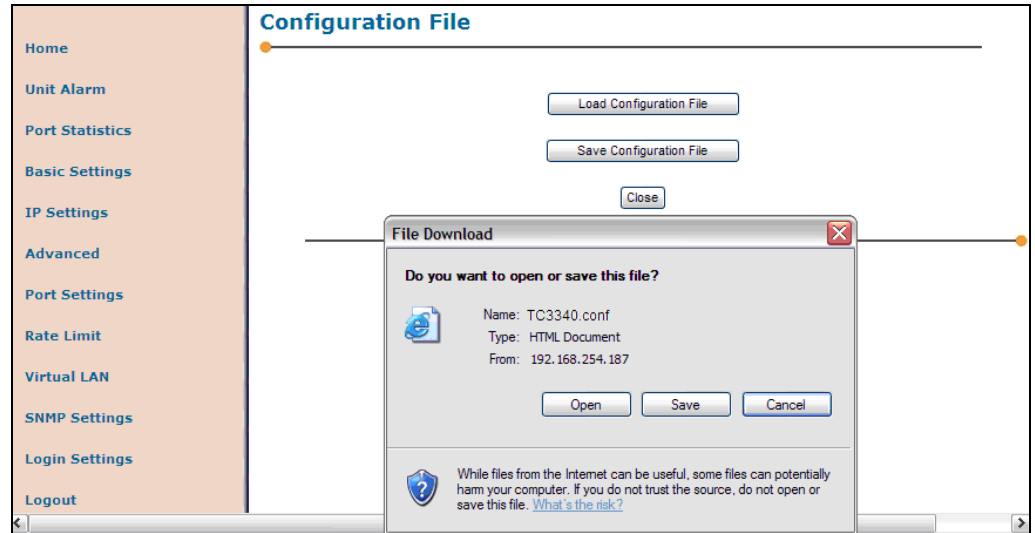 Configuration File
Home
Unit Alarm
Port Statistics
Basic Settings
IP Settings
Advanced
Port Settings
Rate Limit
Virtual LAN
SNMP Settings
Login Settings
Logout
Load Configuration File
Save Configuration File
Close
File Download
Do you want to open or save this file?
Name: TC3340.conf
Type: HTML Document
From: 192.168.254.187
Open Save Cancel
While files from the Internet can be useful, some files can potentially
harm your computer. If you do not trust the source, do not open or
save this file. What's the risk?